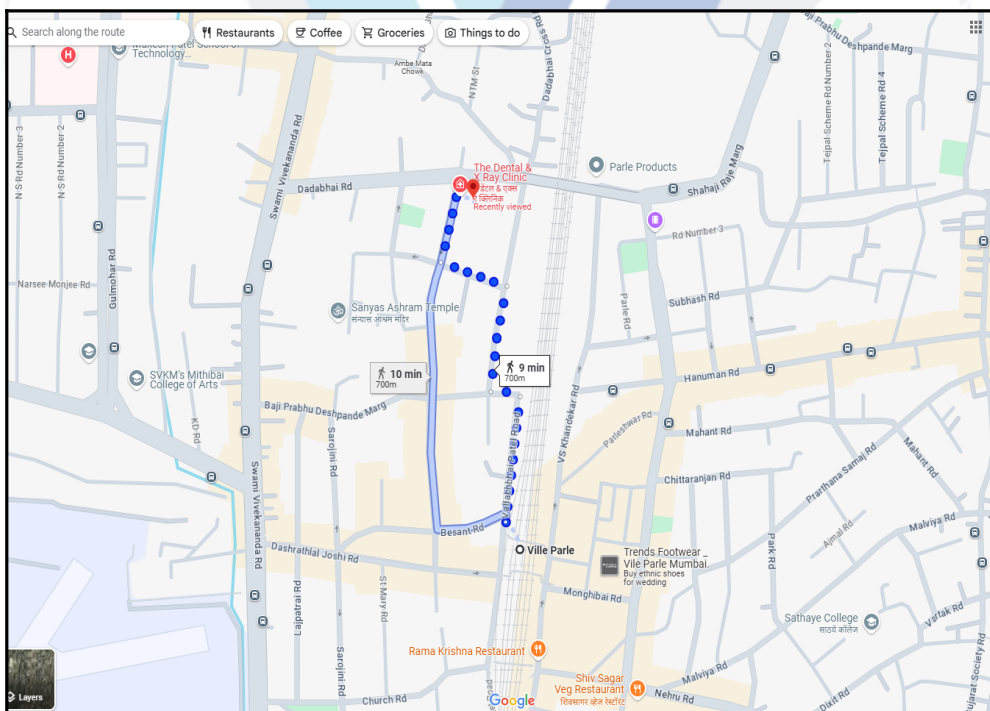 Search along the route
Restaurants
Coffee
Groceries
Things to do
Technology...
Ambe Mata
Chowk
NTM St
Dadabhai Cross Rd
Baji Prabhu Deshpande Marg
Tejpal Scheme Rd Number 2
Tejpal Scheme Rd 4
N S Rd Number 3
N S Rd Number 2
Swami Vivekananda Rd
The Dental &
X Ray Clinic
Recently viewed
Parle Products
Dadabhai Rd
Shahaji Raje Marg
Rd Number 3
Gulmohar Rd
Narsee Monjee Rd
Sanyas Ashram Temple
सन्यास आश्रम मंदिर
Parle Rd
Subhash Rd
10 min
700m
9 min
700m
SVKM's Mithibai
College of Arts
Hanuman Rd
Baji Prabhu Deshpande Marg
KD Rd
Sarojini Rd
VS Khandekar Rd
Parleshwar Rd
Mahant Rd
Mahant Rd
Vallabhbhai Patel Road
Prarthana Samaj Rd
Chittaranjan Rd
Swami Vivekananda Rd
Malviya Rd
Ajmal Rd
Besant Rd
Park Rd
Dashrathlal Joshi Rd
Ville Parle
Trends Footwear _
Vile Parle Mumbai.
Buy ethnic shoes
for wedding
Lajpatrai Rd
St Mary Rd
Monghibai Rd
Sathaye College
साठये कॉलेज
Vartak Rd
Rama Krishna Restaurant
Sarojini Rd
Malviya Rd
Shiv Sagar
Veg Restaurant
शिवसागर व्हेज रेस्टॉरंट
Nehru Rd
Dixit Rd
Gujarat Society Rd
Layers
Church Rd
Google